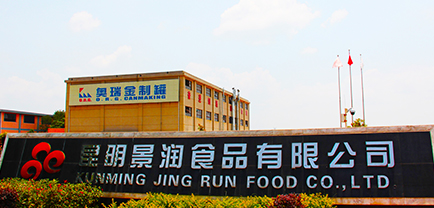 奥瑞金制罐
O.R.G. CANMAKING
昆明景润食品有限公司
KUNMING JING RUN FOOD CO.,LTD